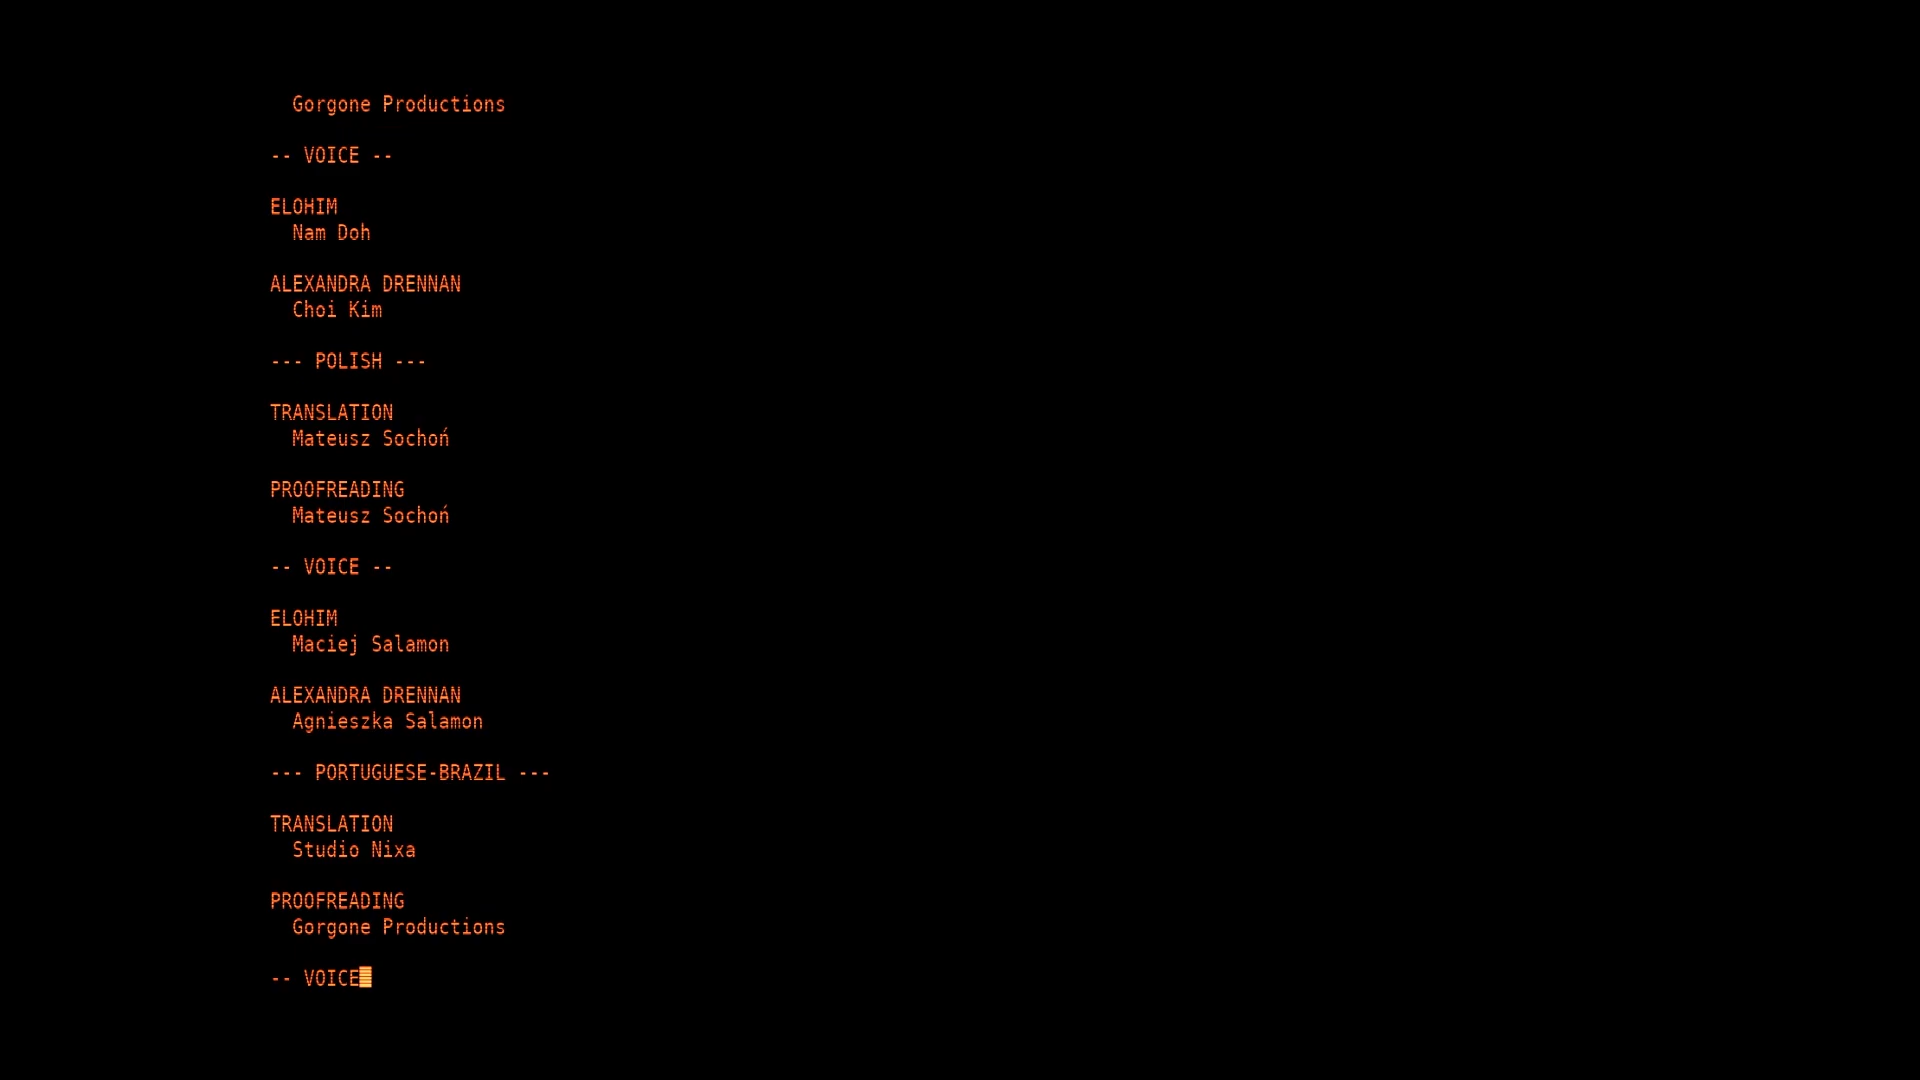 Gorgone Productions
-- VOICE --
ELOHIM
Nam Doh
ALEXANDRA DRENNAN
Choi Kim
--- POLISH ---
TRANSLATION
Mateusz Sochoń
PROOFREADING
Mateusz Sochoń
-- VOICE --
ELOHIM
Maciej Salamon
ALEXANDRA DRENNAN
Agnieszka Salamon
--- PORTUGUESE-BRAZIL ---
TRANSLATION
Studio Nixa
PROOFREADING
Gorgone Productions
-- VOICE